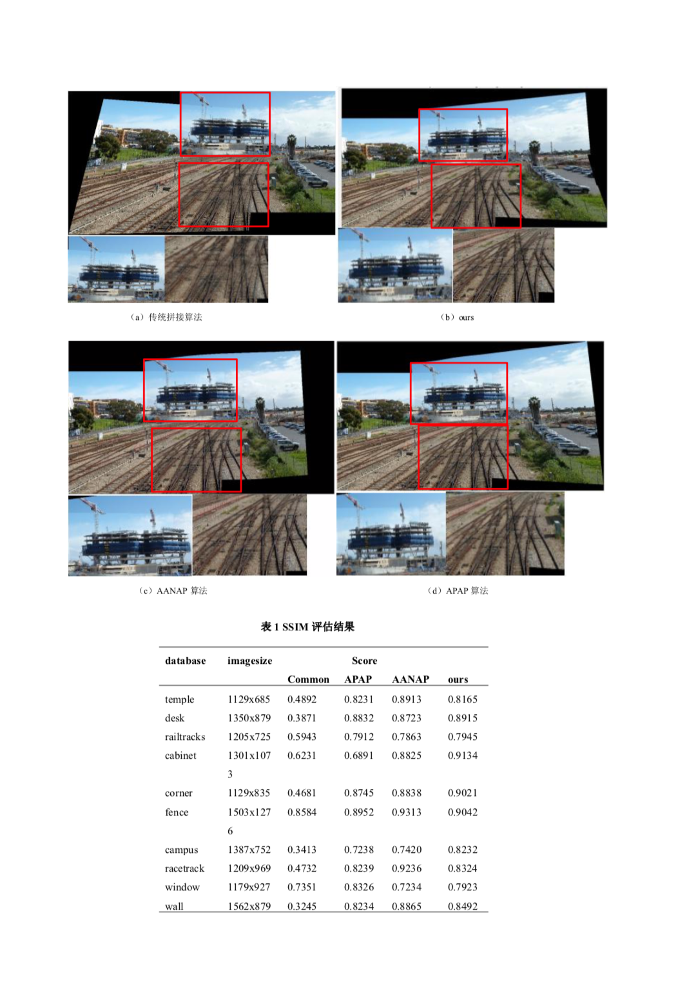 （a）传统拼接算法
（b）ours
（c）AANAP 算法
（d）APAP 算法
表 1 SSIM 评估结果
database imagesize Score
Common APAP AANAP ours
temple 1129x685 0.4892 0.8231 0.8913 0.8165
desk 1350x879 0.3871 0.8832 0.8723 0.8915
railtracks 1205x725 0.5943 0.7912 0.7863 0.7945
cabinet 1301x107 0.6231 0.6891 0.8825 0.9134
3
corner 1129x835 0.4681 0.8745 0.8838 0.9021
fence 1503x127 0.8584 0.8952 0.9313 0.9042
6
campus 1387x752 0.3413 0.7238 0.7420 0.8232
racetrack 1209x969 0.4732 0.8239 0.9236 0.8324
window 1179x927 0.7351 0.8326 0.7234 0.7923
wall 1562x879 0.3245 0.8234 0.8865 0.8492